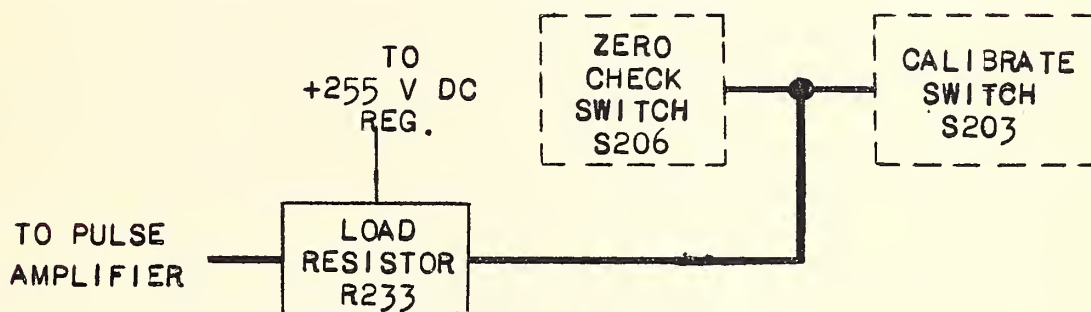 TO
+255 V DC
REG.
ZERO
CHECK
SWITCH
S206
CALIBRATE
SWITCH
S203
TO PULSE
AMPLIFIER
LOAD
RESISTOR
R233